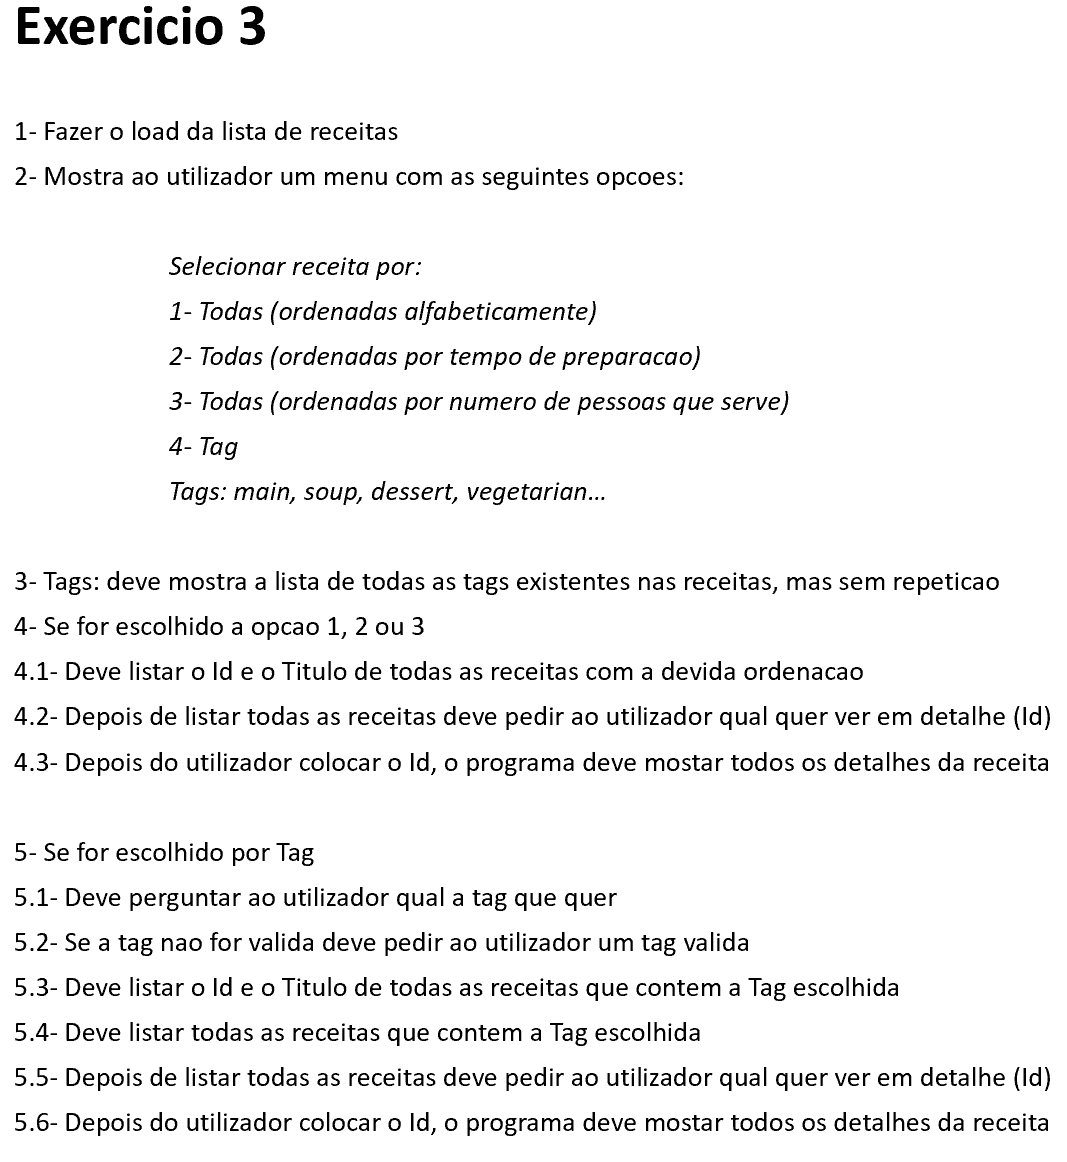 Exercicio 3
1- Fazer o load da lista de receitas
2- Mostra ao utilizador um menu com as seguintes opcoes:
Selecionar receita por:
1- Todas (ordenadas alfabeticamente)
2- Todas (ordenadas por tempo de preparacao)
3- Todas (ordenadas por numero de pessoas que serve)
4- Tag
Tags: main, soup, dessert, vegetarian...
3- Tags: deve mostra a lista de todas as tags existentes nas receitas, mas sem repeticao
4- Se for escolhido a opcao 1, 2 ou 3
4.1- Deve listar o Id e o Titulo de todas as receitas com a devida ordenacao
4.2- Depois de listar todas as receitas deve pedir ao utilizador qual quer ver em detalhe (Id)
4.3- Depois do utilizador colocar o Id, o programa deve mostar todos os detalhes da receita
5- Se for escolhido por Tag
5.1- Deve perguntar ao utilizador qual a tag que quer
5.2- Se a tag nao for valida deve pedir ao utilizador um tag valida
5.3- Deve listar o Id e o Titulo de todas as receitas que contem a Tag escolhida
5.4- Deve listar todas as receitas que contem a Tag escolhida
5.5- Depois de listar todas as receitas deve pedir ao utilizador qual quer ver em detalhe (Id)
5.6- Depois do utilizador colocar o Id, o programa deve mostar todos os detalhes da receita